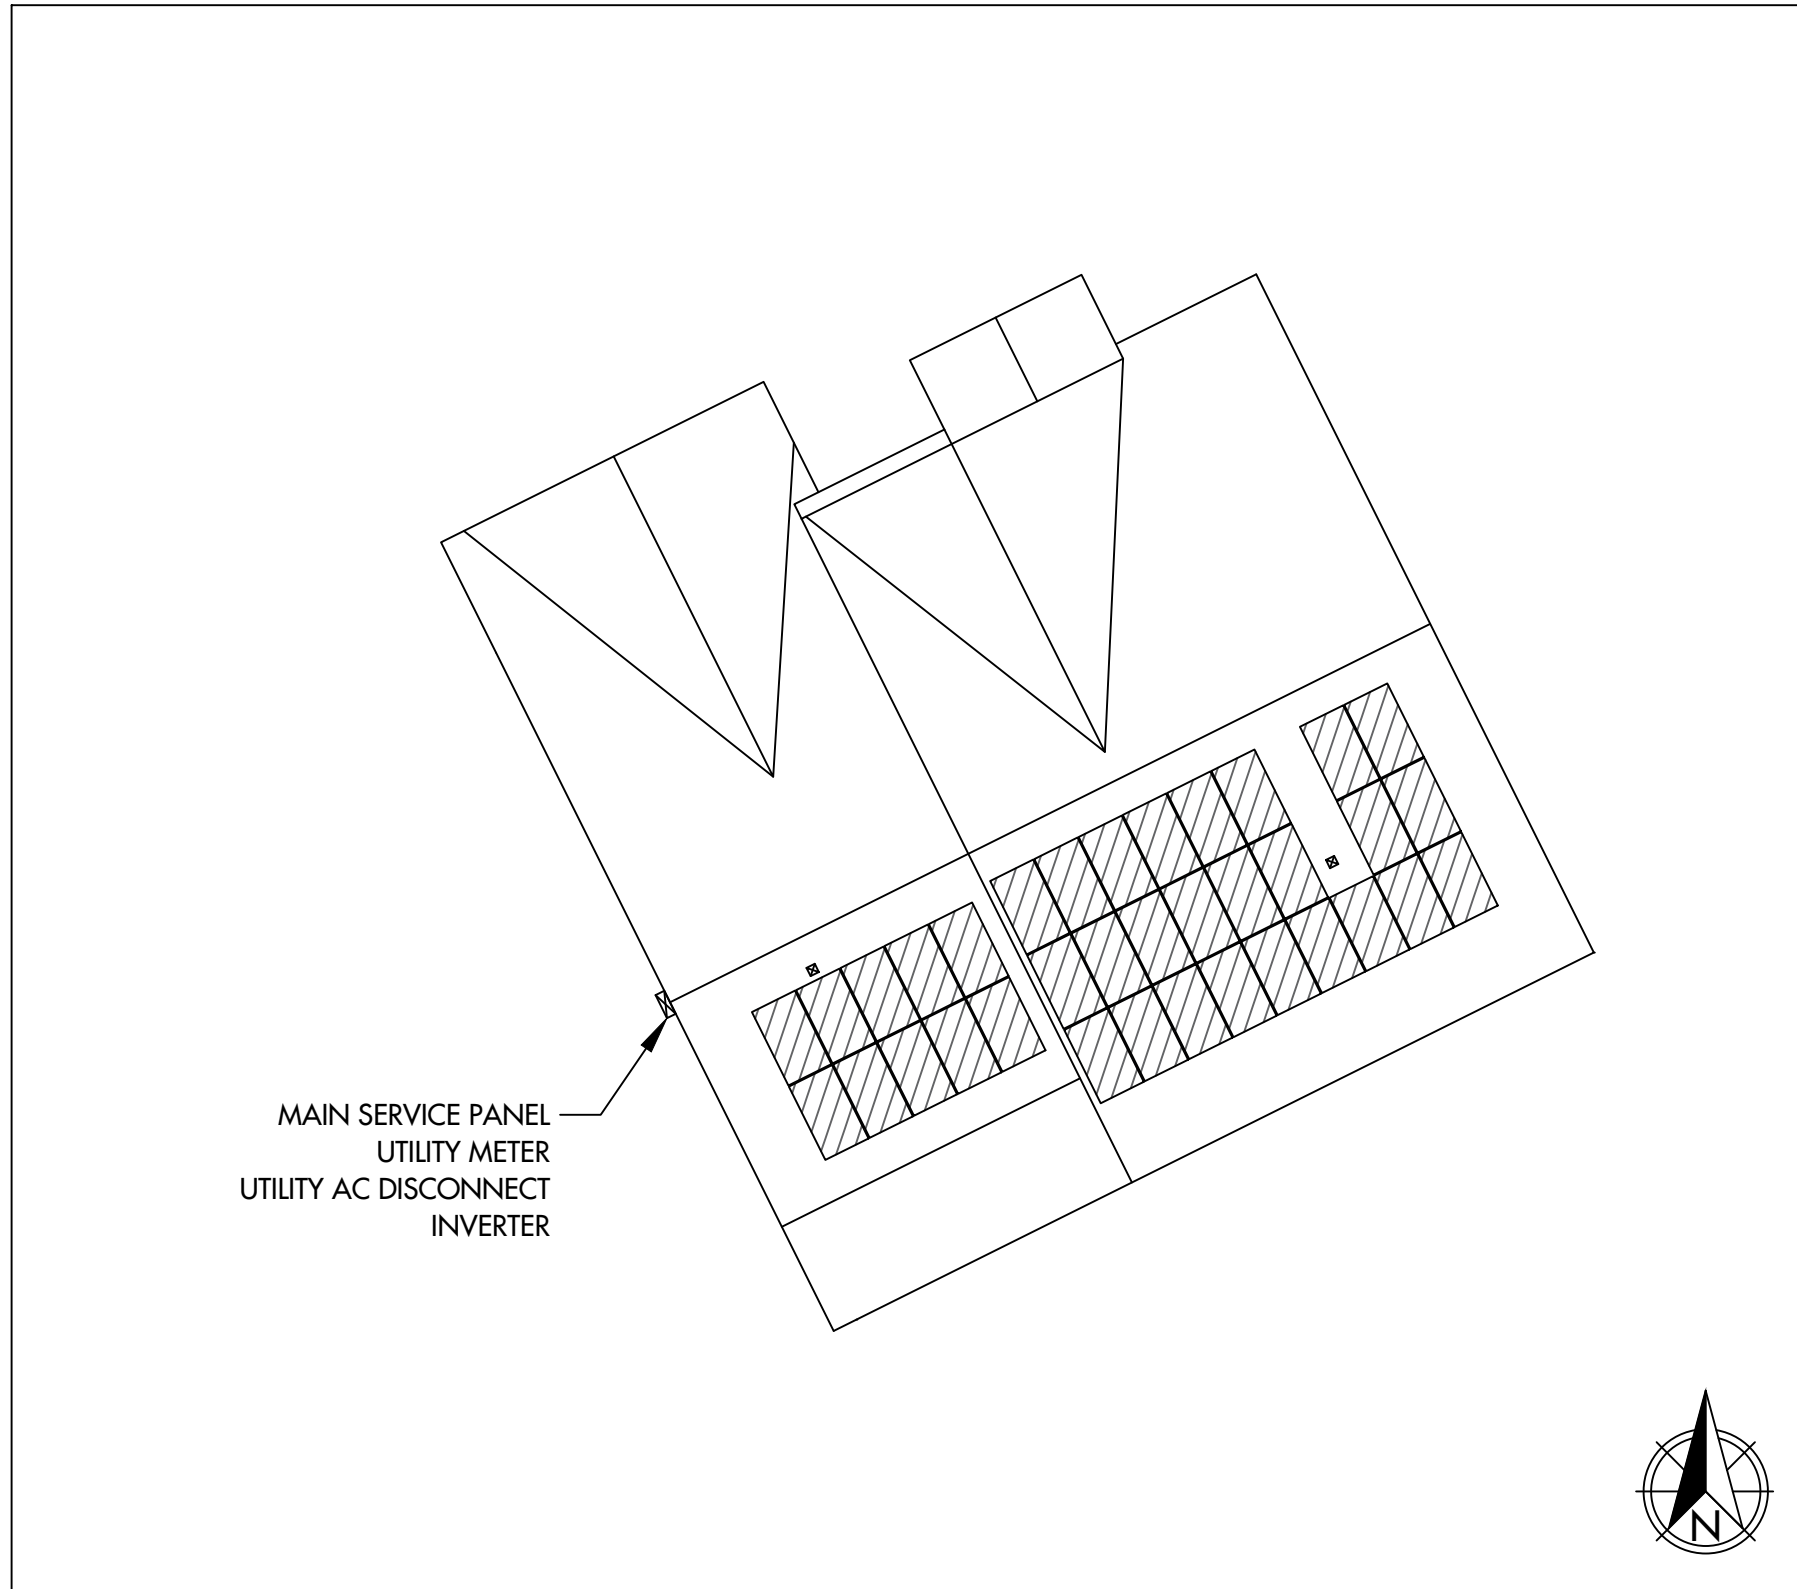 MAIN SERVICE PANEL
UTILITY METER
UTILITY AC DISCONNECT
INVERTER
N